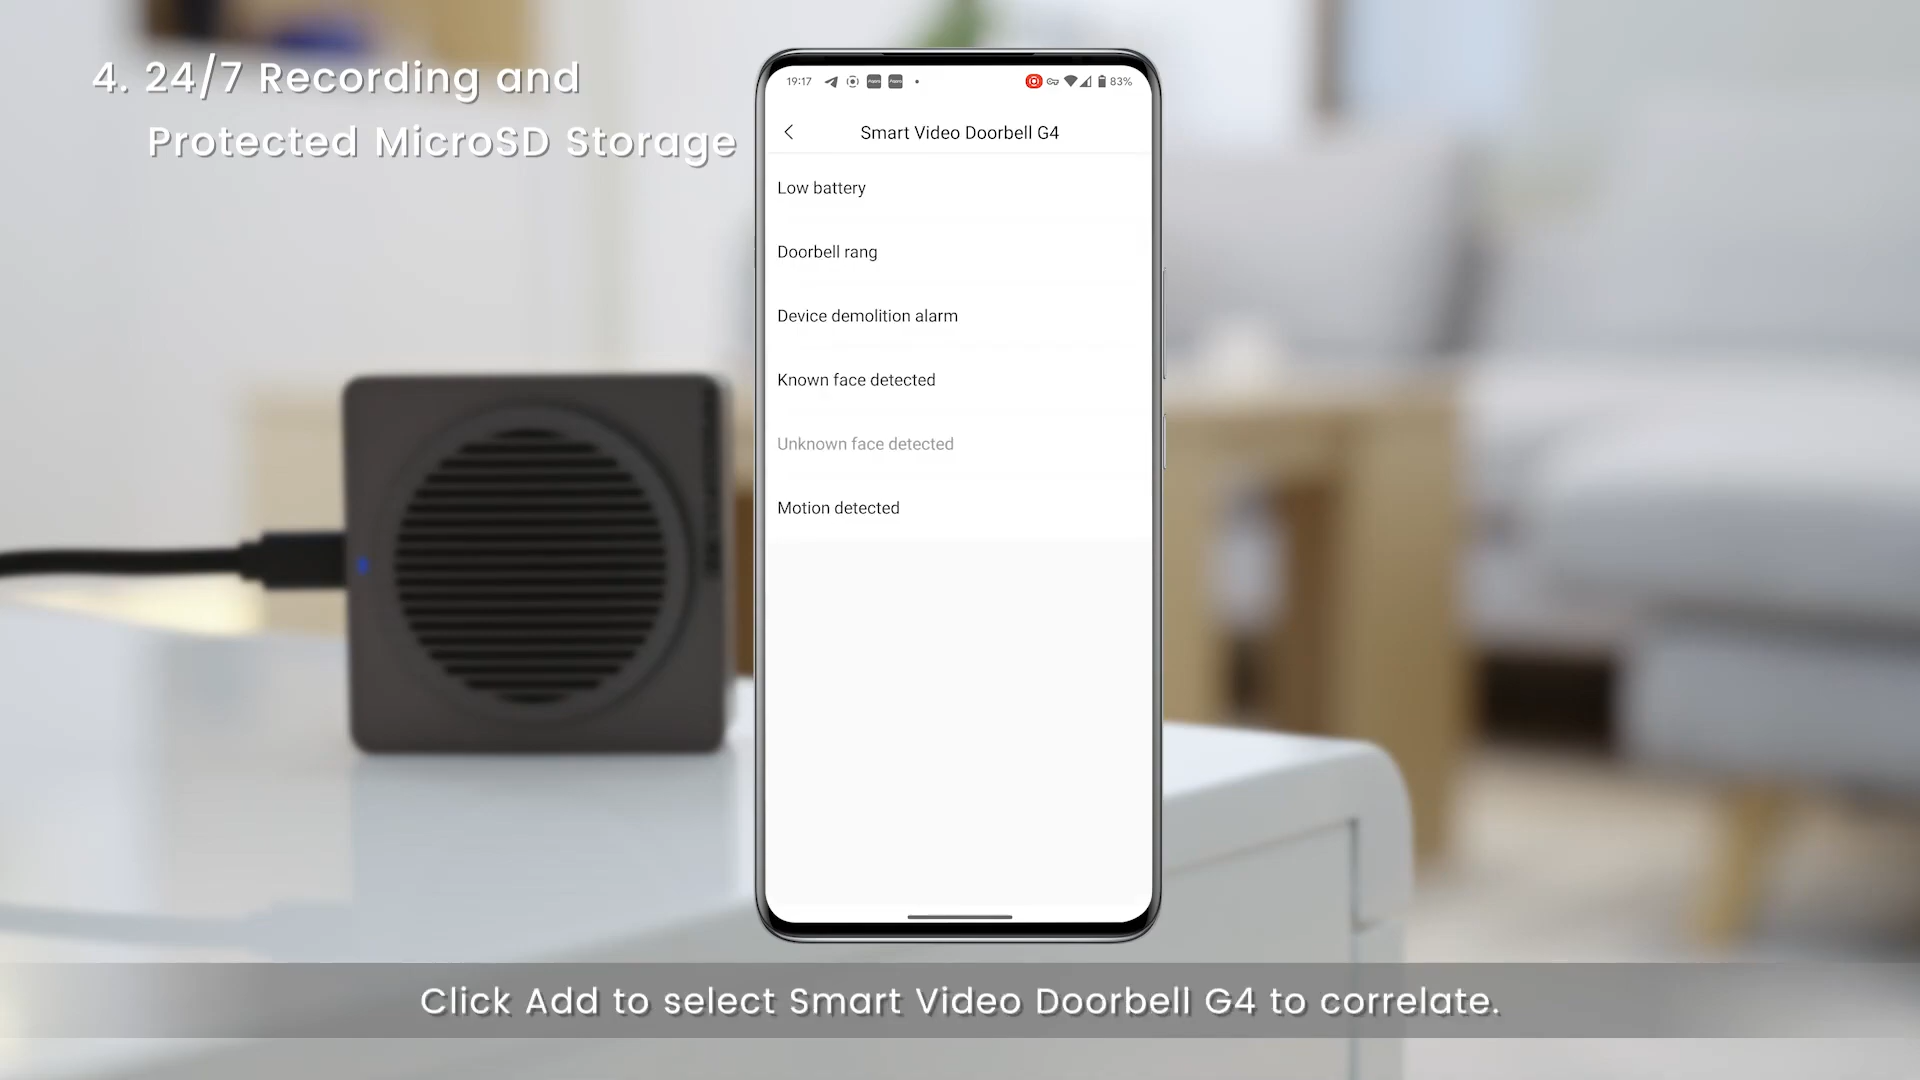 4. 24/7 Recording and
Protected MicroSD Storage
19:17
83%
Smart Video Doorbell G4
Low battery
Doorbell rang
Device demolition alarm
Known face detected
Unknown face detected
Motion detected
Click Add to select Smart Video Doorbell G4 to correlate.